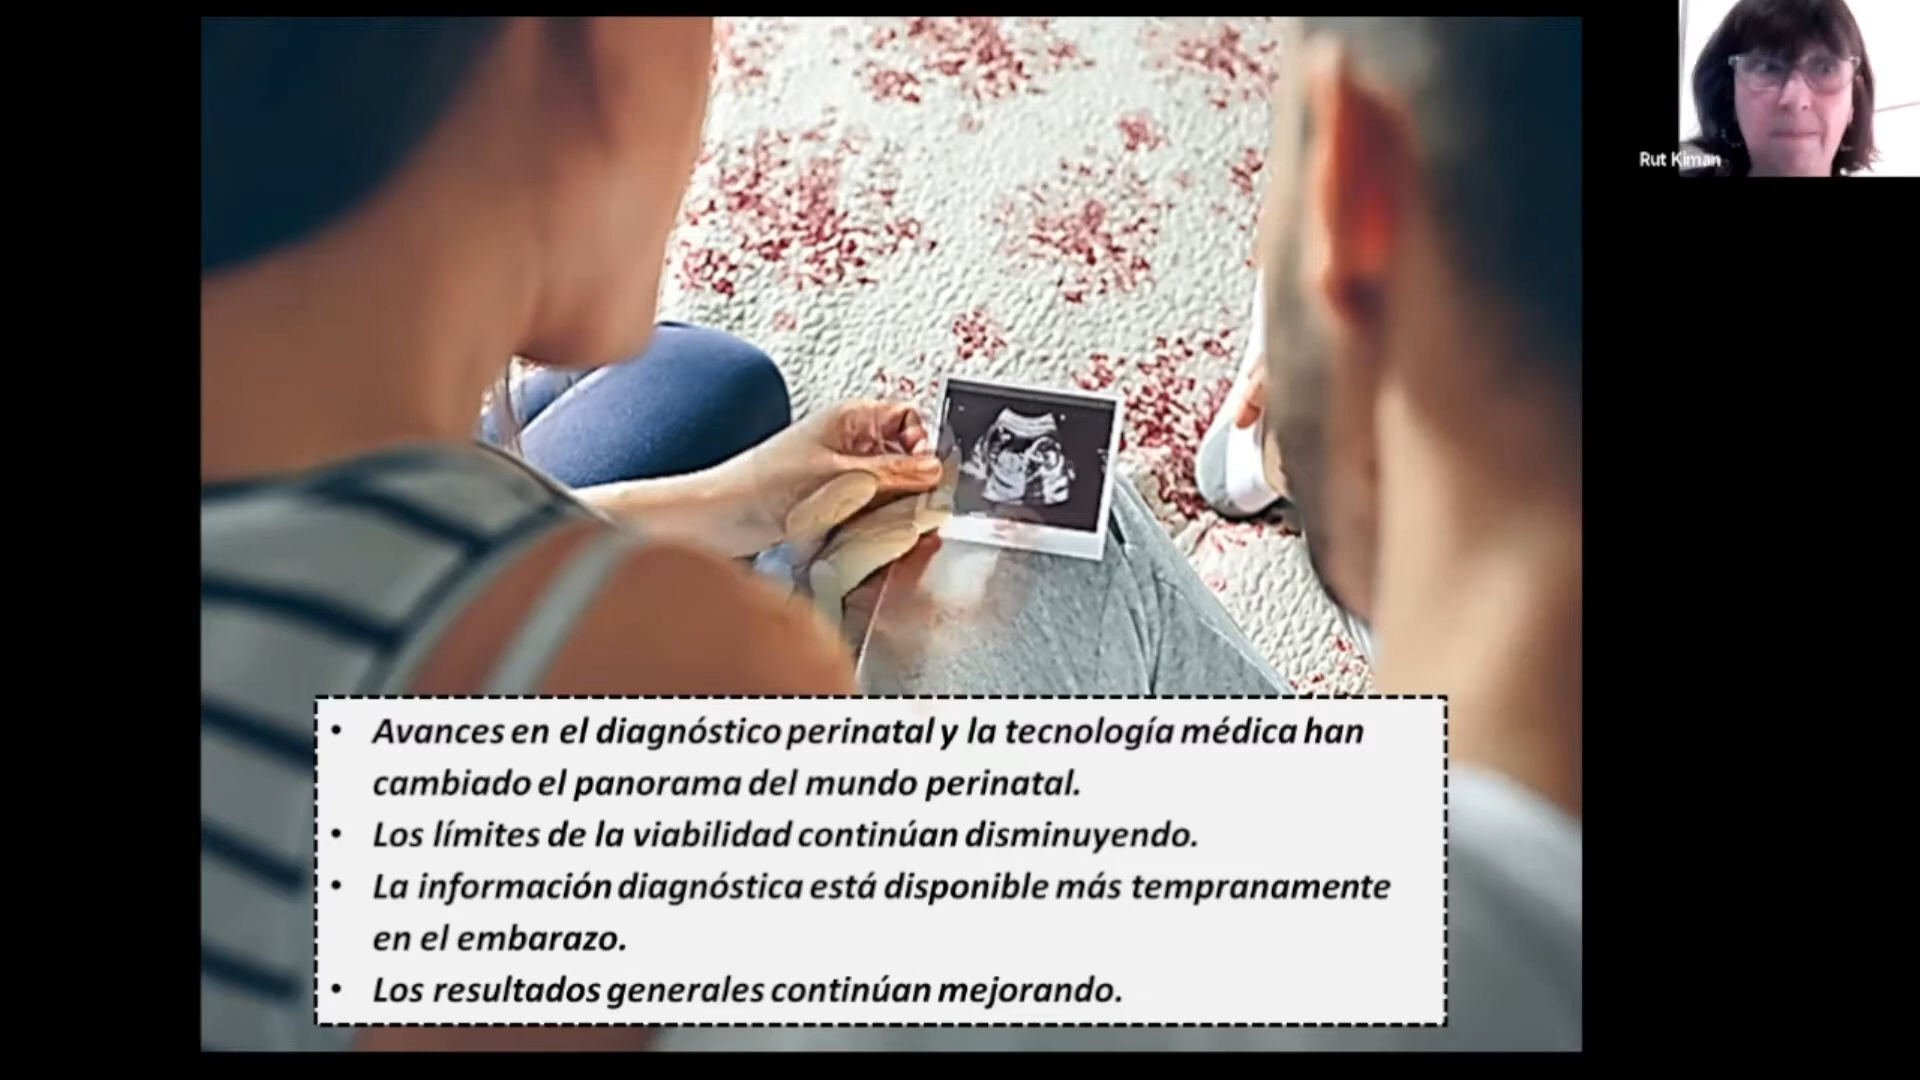 Rut Kiman
• Avances en el diagnóstico perinatal y la tecnología médica han
cambiado el panorama del mundo perinatal.
• Los límites de la viabilidad continúan disminuyendo.
• La información diagnóstica está disponible más tempranamente
en el embarazo.
• Los resultados generales continúan mejorando.